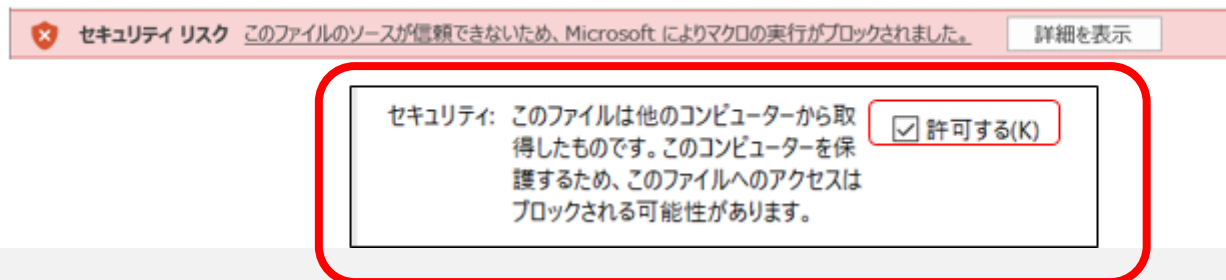 セキュリティ リスク このファイルのソースが信頼できないため、Microsoft によりマクロの実行がブロックされました。 詳細を表示
セキュリティ: このファイルは他のコンピューターから取 許可する(K)
得したものです。このコンピューターを保
護するため、このファイルへのアクセスは
ブロックされる可能性があります。